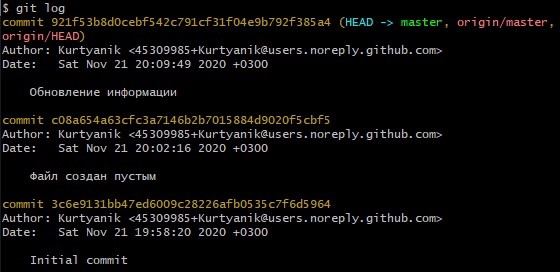 $ git log
commit 921f53b8d0cebf542c791cf31f04e9b792f385a4 (HEAD -> master, origin/master,
origin/HEAD)
Author: Kurtyanik <45309985+Kurtyanik@users.noreply.github.com>
Date:   Sat Nov 21 20:09:49 2020 +0300
Обновление информации
commit c08a654a63cfc3a7146b2b7015884d9020f5cbf5
Author: Kurtyanik <45309985+Kurtyanik@users.noreply.github.com>
Date:   Sat Nov 21 20:02:16 2020 +0300
Файл создан пустым
commit 3c6e9131bb47ed6009c28226afb0535c7f6d5964
Author: Kurtyanik <45309985+Kurtyanik@users.noreply.github.com>
Date:   Sat Nov 21 19:58:20 2020 +0300
Initial commit